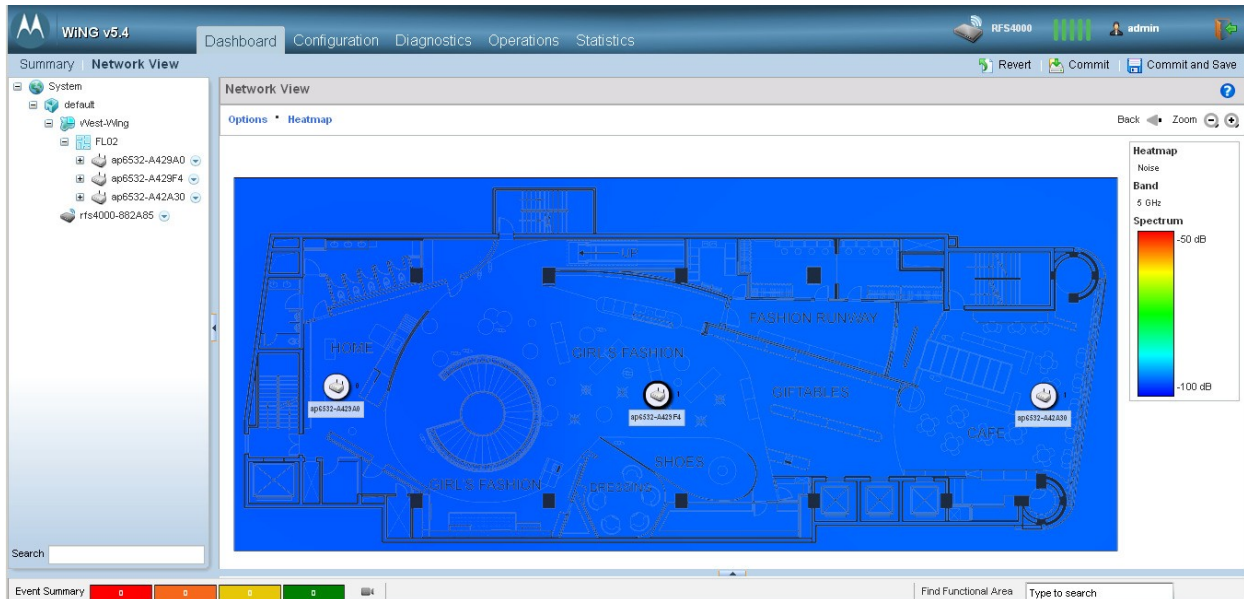 WiNG v5.4
Dashboard Configuration Diagnostics Operations Statistics
RFS4000
admin
Summary Network View
Revert Commit Commit and Save
System
default
West-Wing
FL02
ap6532-A429A0
ap6532-A429F4
ap6532-A42A30
rfs4000-882A85
Search
Network View
Options Heatmap
Back Zoom
Heatmap
Noise
Band
5 GHz
Spectrum
-50 dB
-100 dB
FASHION RUNWAY
HOME
GIRL'S FASHION
GIFTABLES
ap6532-A429A0
ap6532-A429F4
ap6532-A42A30
CAFE
SHOES
GIRL'S FASHION
DRESSING
Event Summary 0 0 0 0
Find Functional Area Type to search